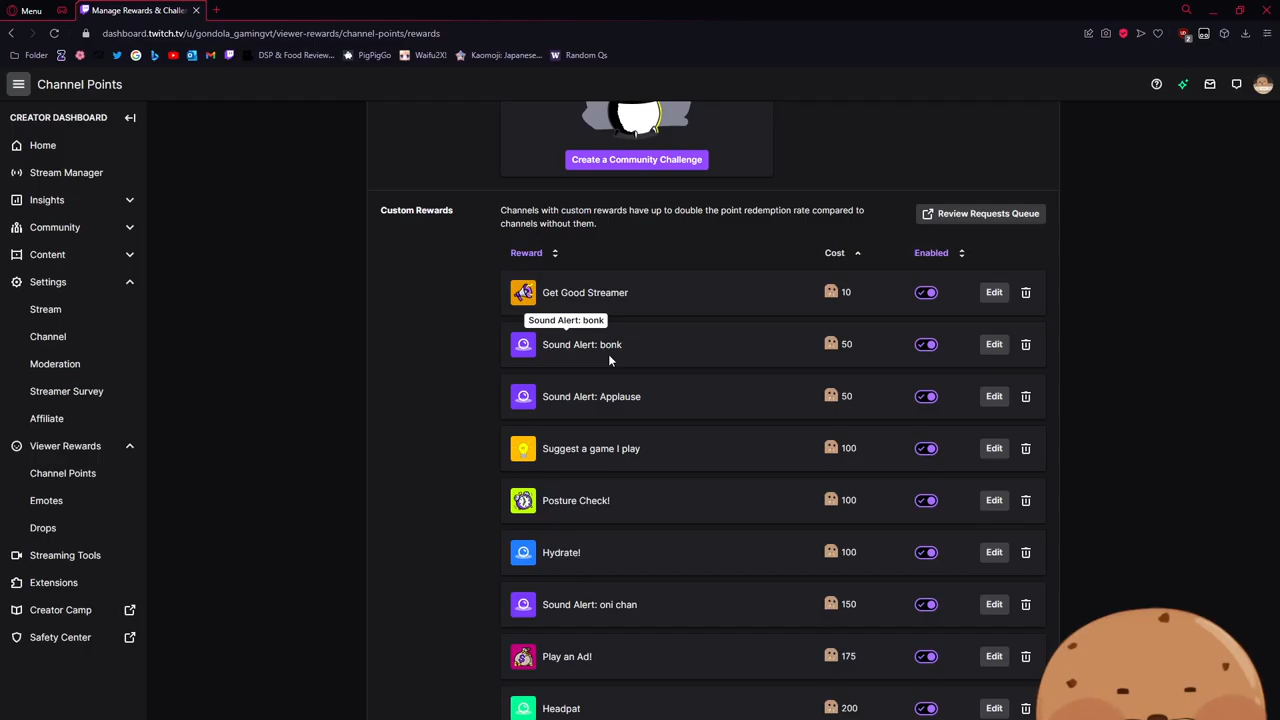 Menu
Manage Rewards & Challe
dashboard.twitch.tv/u/gondola_gamingvt/viewer-rewards/channel-points/rewards
2
Folder
DSP & Food Review...
PigPigGo
Waifu2X!
Kaomoji: Japanese...
Random Qs
Channel Points
CREATOR DASHBOARD
Home
Stream Manager
Insights
Community
Content
Settings
Stream
Channel
Moderation
Streamer Survey
Affiliate
Viewer Rewards
Channel Points
Emotes
Drops
Streaming Tools
Extensions
Creator Camp
Safety Center
Create a Community Challenge
Custom Rewards
Channels with custom rewards have up to double the point redemption rate compared to
channels without them.
Review Requests Queue
Reward Cost Enabled
Get Good Streamer 10 Edit
Sound Alert: bonk
Sound Alert: bonk 50 Edit
Sound Alert: Applause 50 Edit
Suggest a game I play 100 Edit
Posture Check! 100 Edit
Hydrate! 100 Edit
Sound Alert: oni chan 150 Edit
Play an Ad! 175 Edit
Headpat 200 Edit